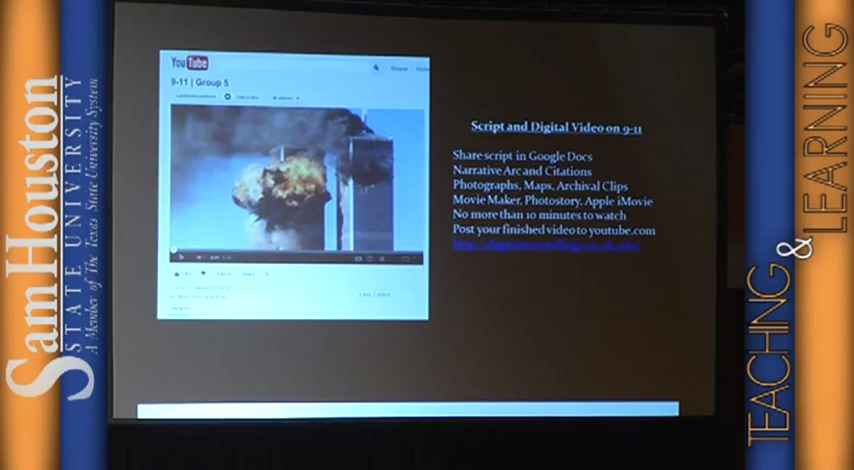 Sam Houston
STATE UNIVERSITY
A Member of The Texas State University System
YouTube
9-11 | Group 5
Subscribe
Browse
Script and Digital Video on 9-11
Share script in Google Docs
Narrative Arc and Citations
Photographs, Maps, Archival Clips
Movie Maker, Photostory, Apple iMovie
No more than 10 minutes to watch
Post your finished video to youtube.com
Like
TEACHING
&
LEARNING